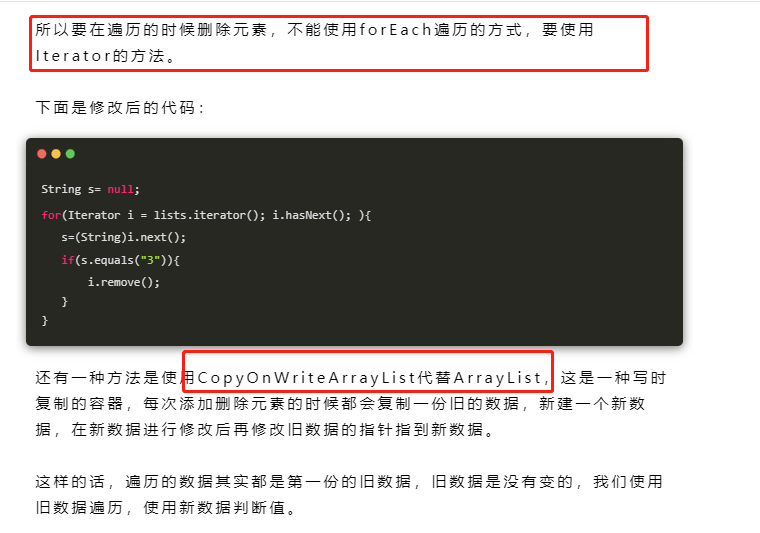 所以要在遍历的时候删除元素，不能使用forEach遍历的方式，要使用
Iterator的方法。
下面是修改后的代码：
String s= null;
for(Iterator i = lists.iterator(); i.hasNext(); ){
s=(String)i.next();
if(s.equals("3")){
i.remove();
}
}
还有一种方法是使用CopyOnWriteArrayList代替ArrayList，这是一种写时
复制的容器，每次添加删除元素的时候都会复制一份旧的数据，新建一个新数
据，在新数据进行修改后再修改旧数据的指针指到新数据。
这样的话，遍历的数据其实都是第一份的旧数据，旧数据是没有变的，我们使用
旧数据遍历，使用新数据判断值。